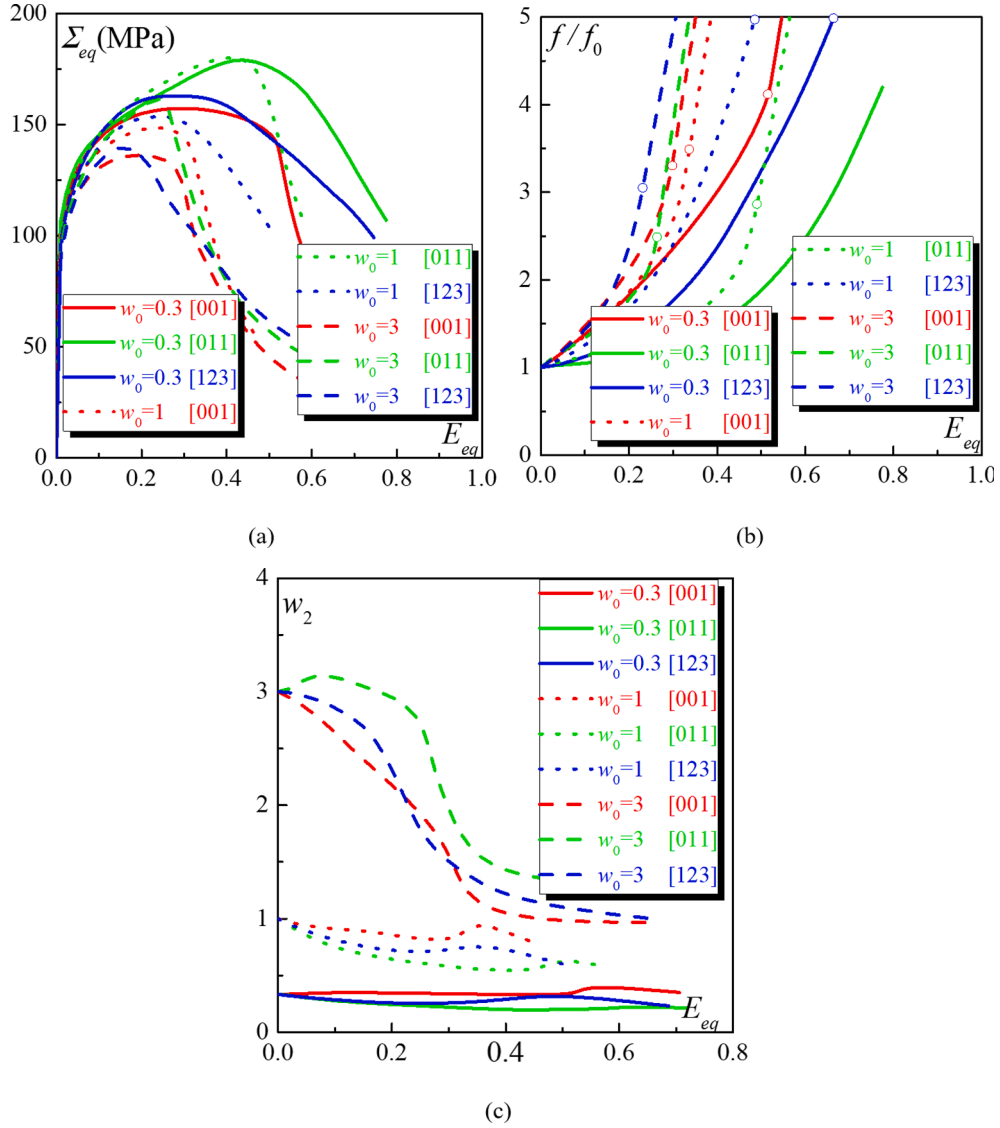 200
150
100
50
0
Σeq(MPa)
w0=0.3 [001]
w0=0.3 [011]
w0=0.3 [123]
w0=1 [001]
w0=1 [011]
w0=1 [123]
w0=3 [001]
w0=3 [011]
w0=3 [123]
Eeq
0.0 0.2 0.4 0.6 0.8 1.0
(a)
5
4
3
2
1
0
f/f0
w0=0.3 [001]
w0=0.3 [011]
w0=0.3 [123]
w0=1 [001]
w0=1 [011]
w0=1 [123]
w0=3 [001]
w0=3 [011]
w0=3 [123]
Eeq
0.0 0.2 0.4 0.6 0.8 1.0
(b)
4
3
2
1
0
w2
w0=0.3 [001]
w0=0.3 [011]
w0=0.3 [123]
w0=1 [001]
w0=1 [011]
w0=1 [123]
w0=3 [001]
w0=3 [011]
w0=3 [123]
Eeq
0.0 0.2 0.4 0.6 0.8
(c)